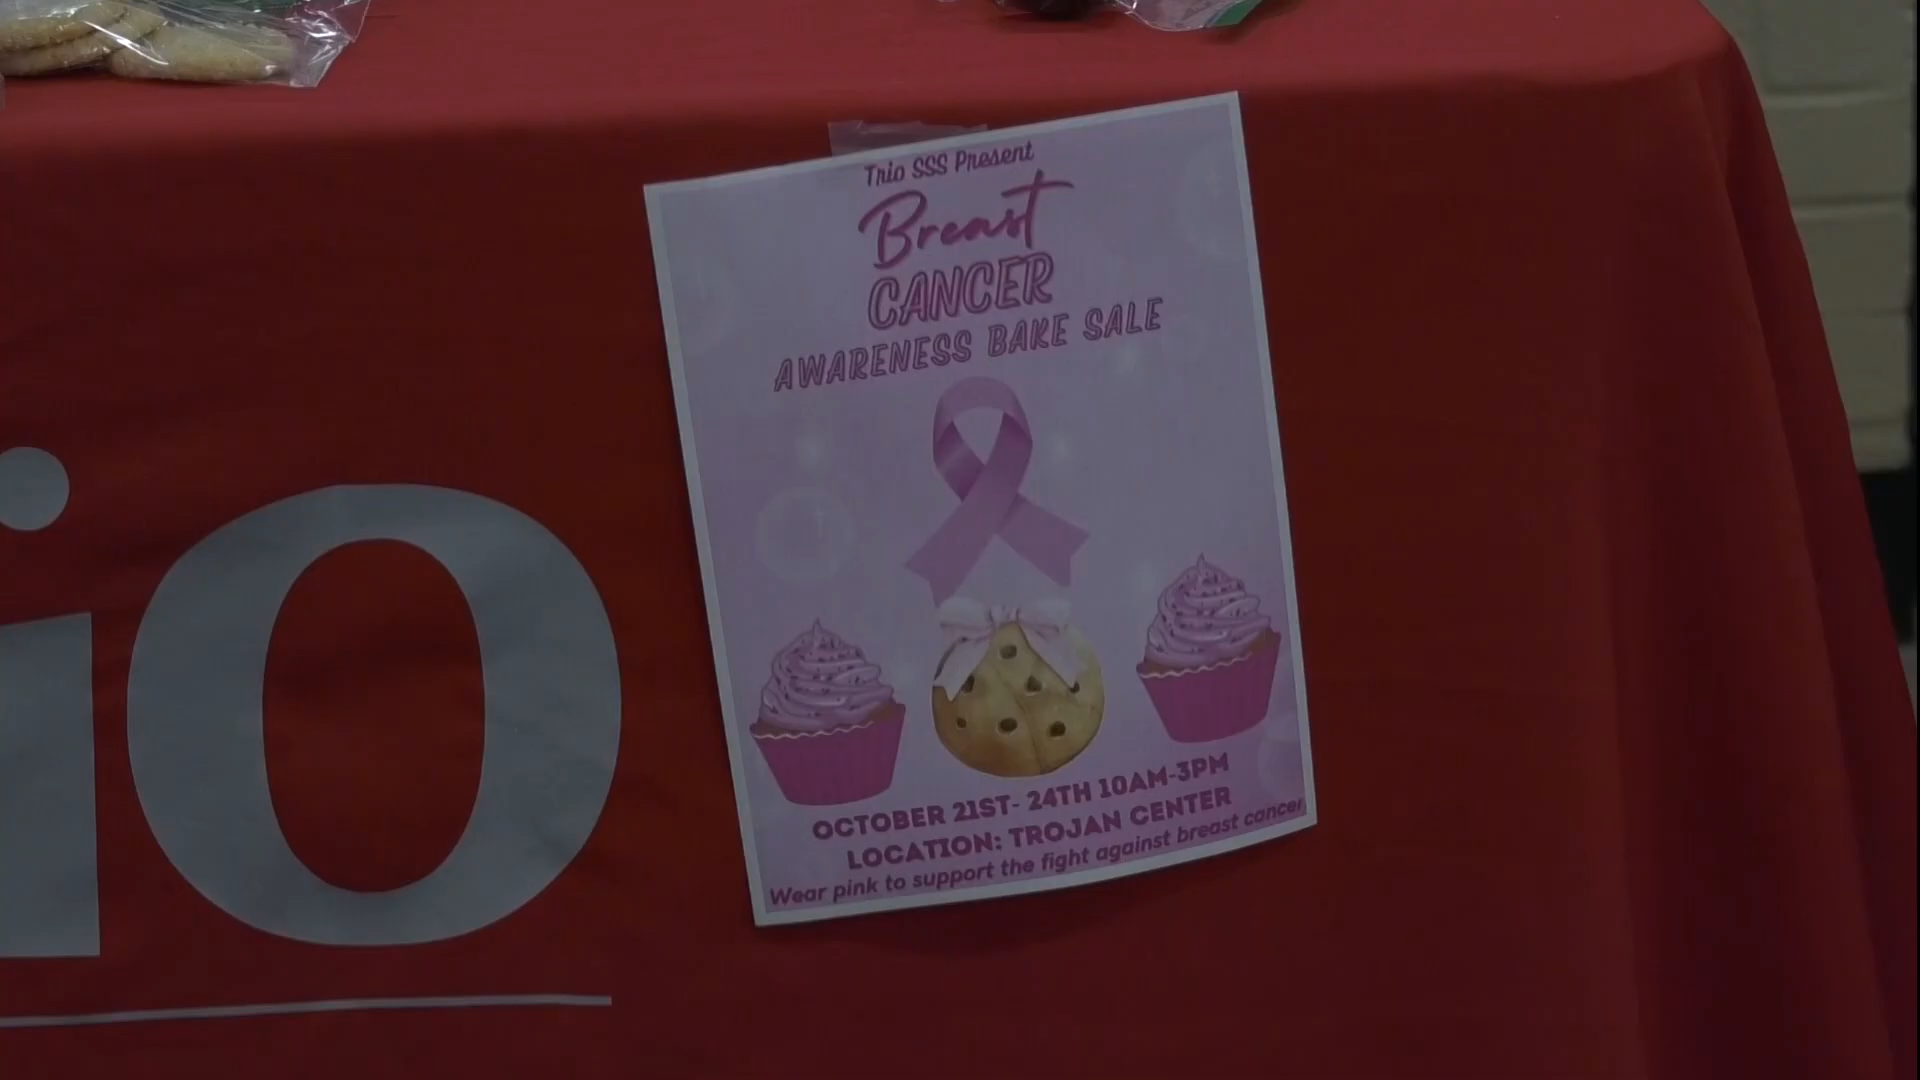 Trio SSS Present
Breast
CANCER
AWARENESS BAKE SALE
OCTOBER 21ST- 24TH 10AM-3PM
LOCATION: TROJAN CENTER
Wear pink to support the fight against breast cancer
io